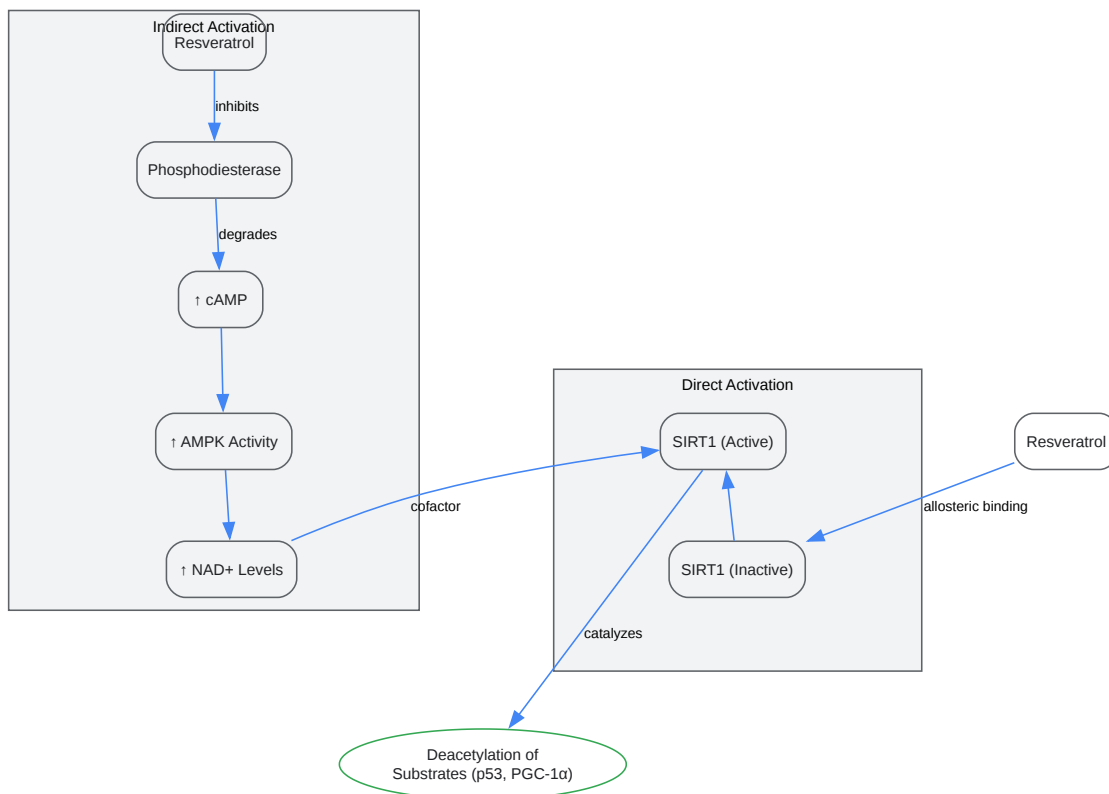 Indirect Activation
Resveratrol
inhibits
Phosphodiesterase
degrades
↑ cAMP
↑ AMPK Activity
↑ NAD+ Levels
cofactor
Direct Activation
SIRT1 (Active)
Resveratrol
allosteric binding
SIRT1 (Inactive)
catalyzes
Deacetylation of
Substrates (p53, PGC-1α)